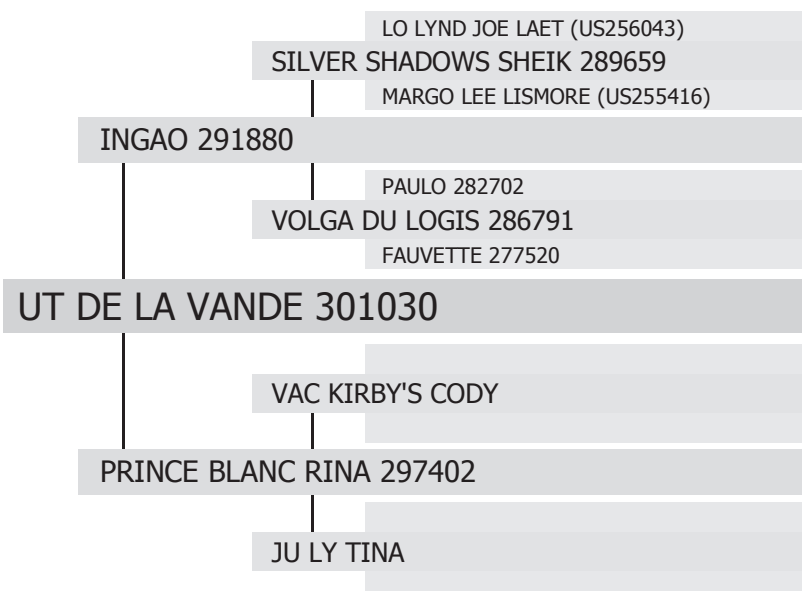 LO LYND JOE LAET (US256043)
SILVER SHADOWS SHEIK 289659
MARGO LEE LISMORE (US255416)
INGAO 291880
PAULO 282702
VOLGA DU LOGIS 286791
FAUVETTE 277520
UT DE LA VANDE 301030
VAC KIRBY'S CODY
PRINCE BLANC RINA 297402
JU LY TINA